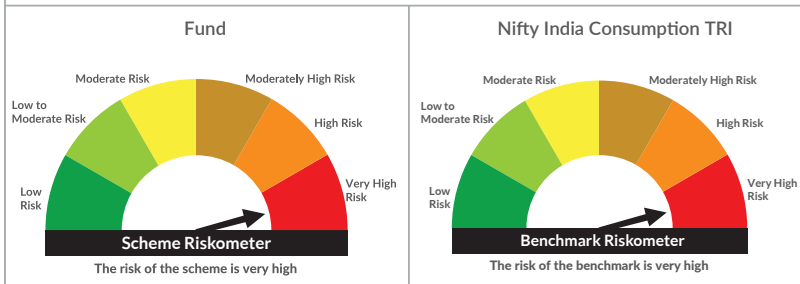 Fund
Moderate Risk
Moderately High Risk
Low to
Moderate Risk
High Risk
Low
Risk
Very High
Risk
Scheme Riskometer
The risk of the scheme is very high
Nifty India Consumption TRI
Moderate Risk
Moderately High Risk
Low to
Moderate Risk
High Risk
Low
Risk
Very High
Risk
Benchmark Riskometer
The risk of the benchmark is very high